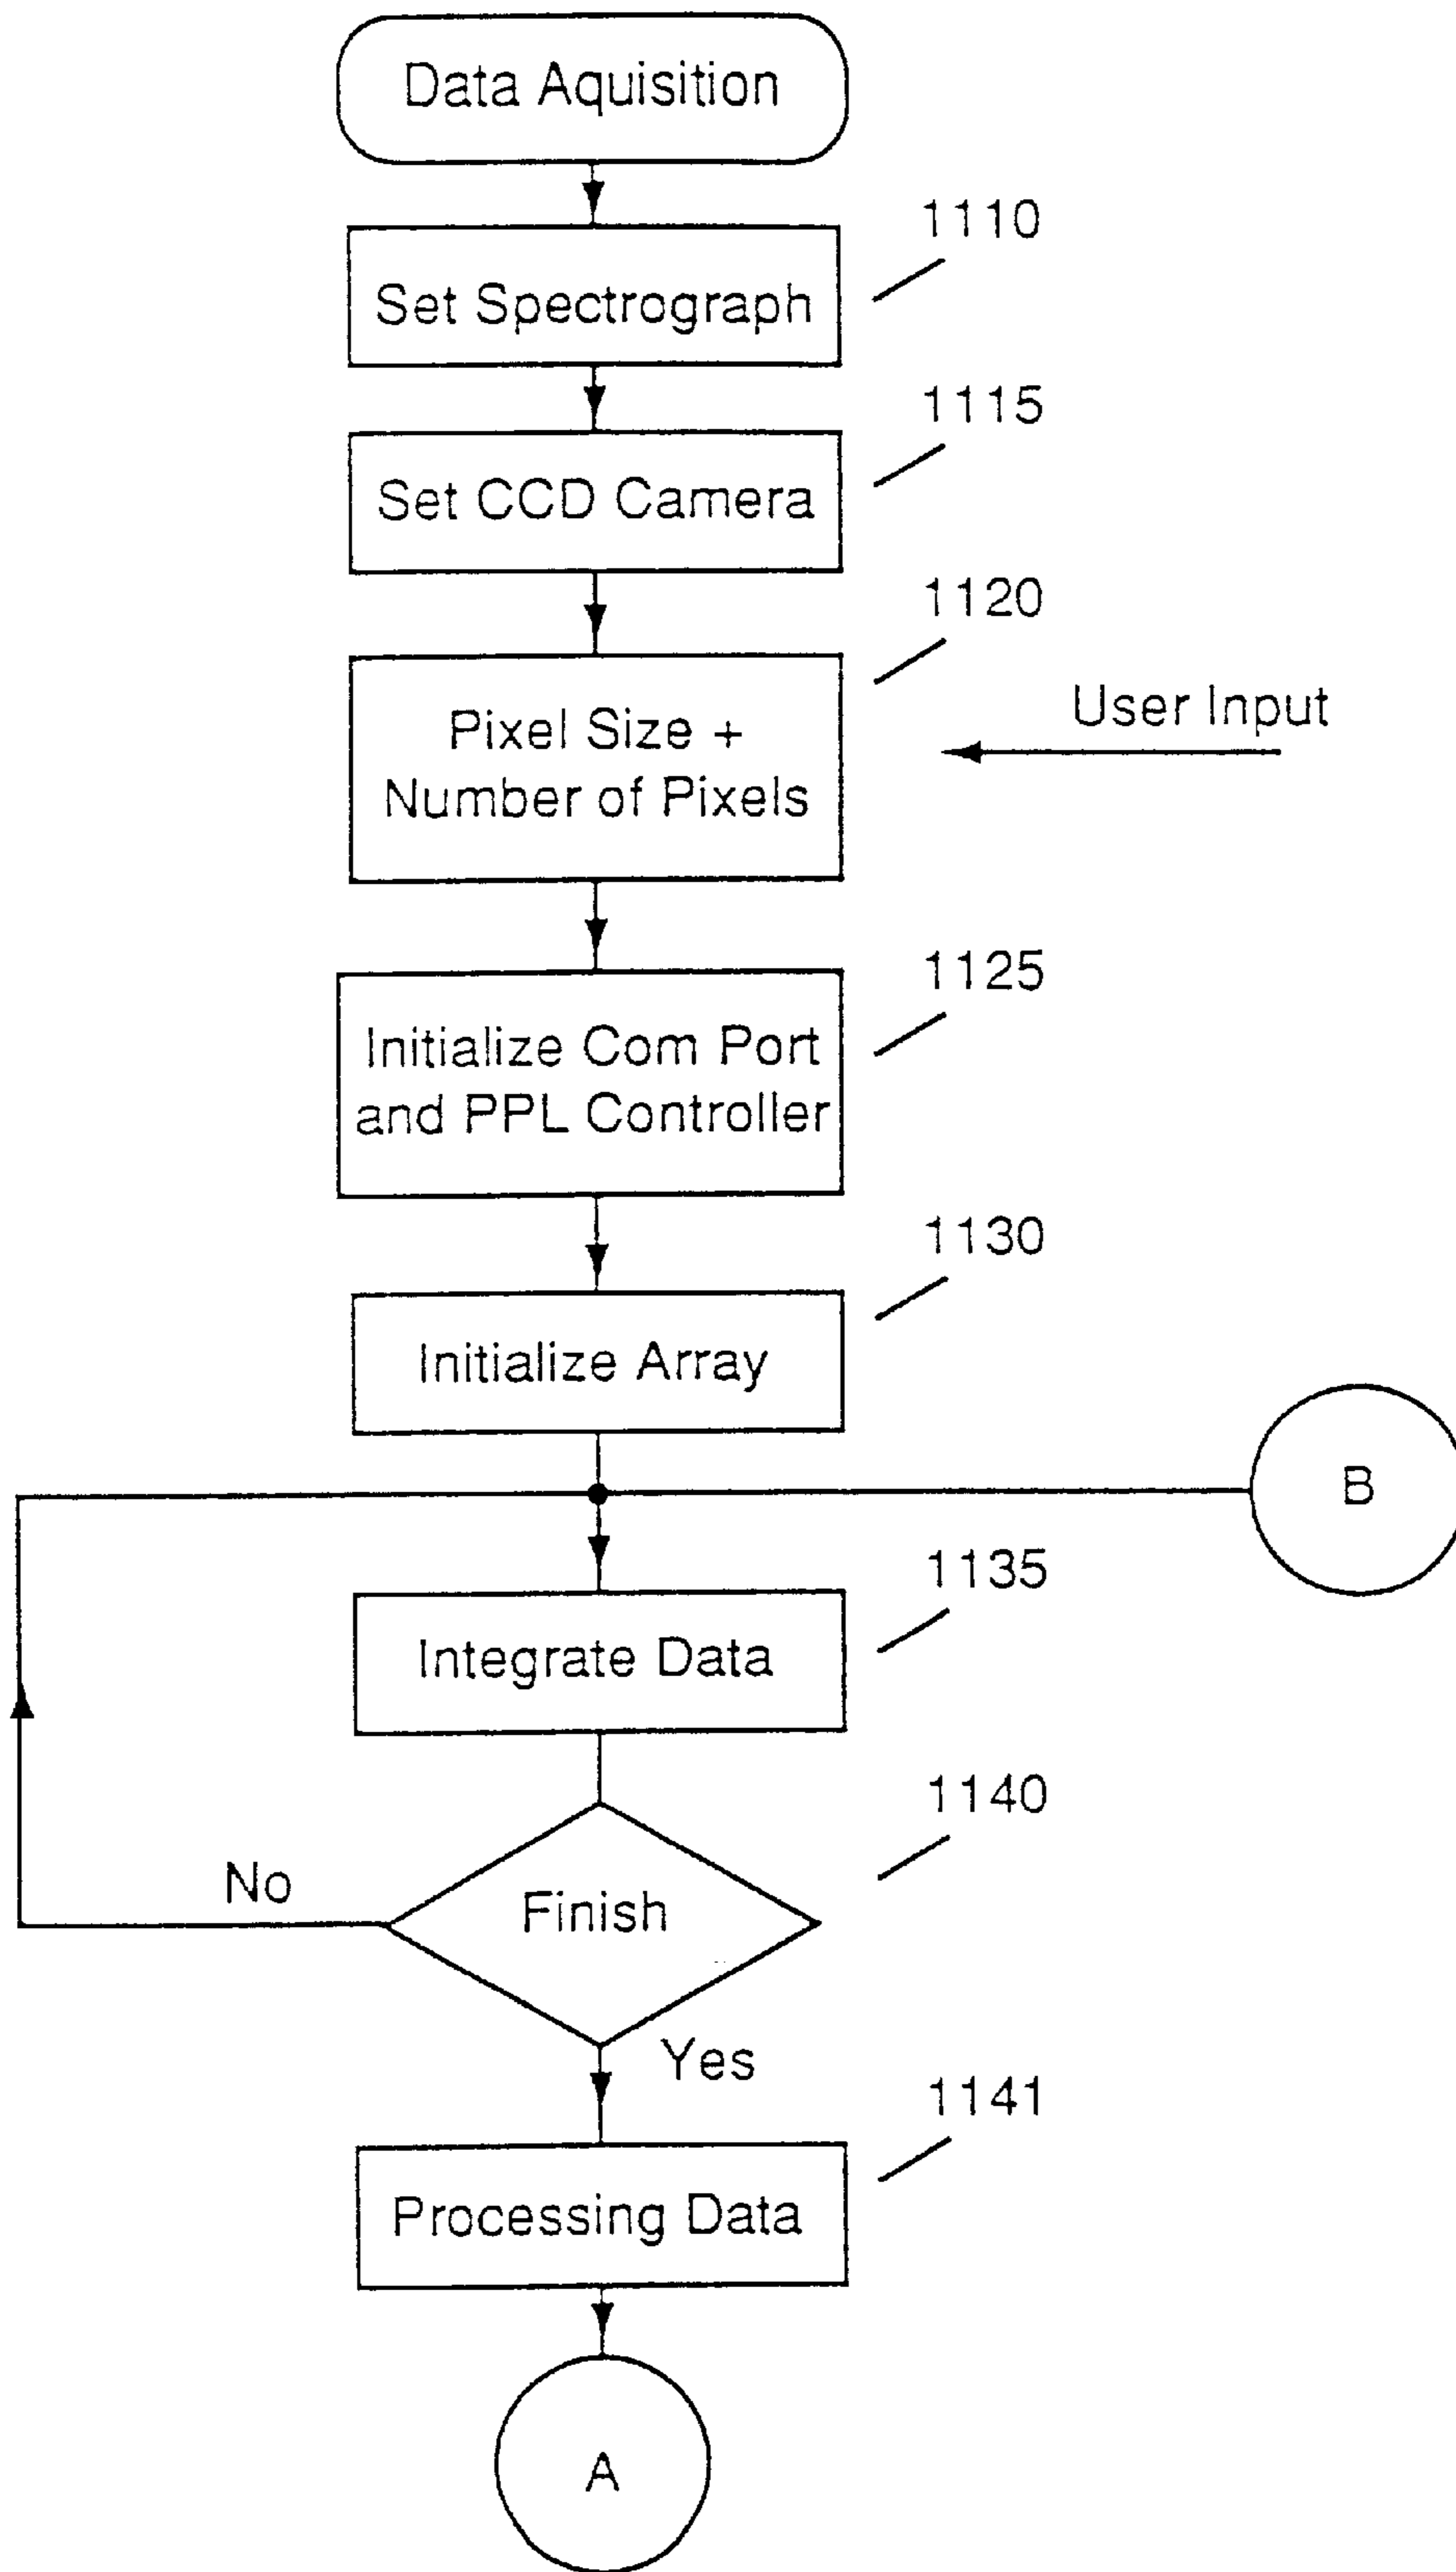 Data Aquisition
1110
Set Spectrograph
1115
Set CCD Camera
1120
Pixel Size +
Number of Pixels
User Input
1125
Initialize Com Port
and PPL Controller
1130
Initialize Array
B
1135
Integrate Data
1140
No
Finish
Yes
1141
Processing Data
A